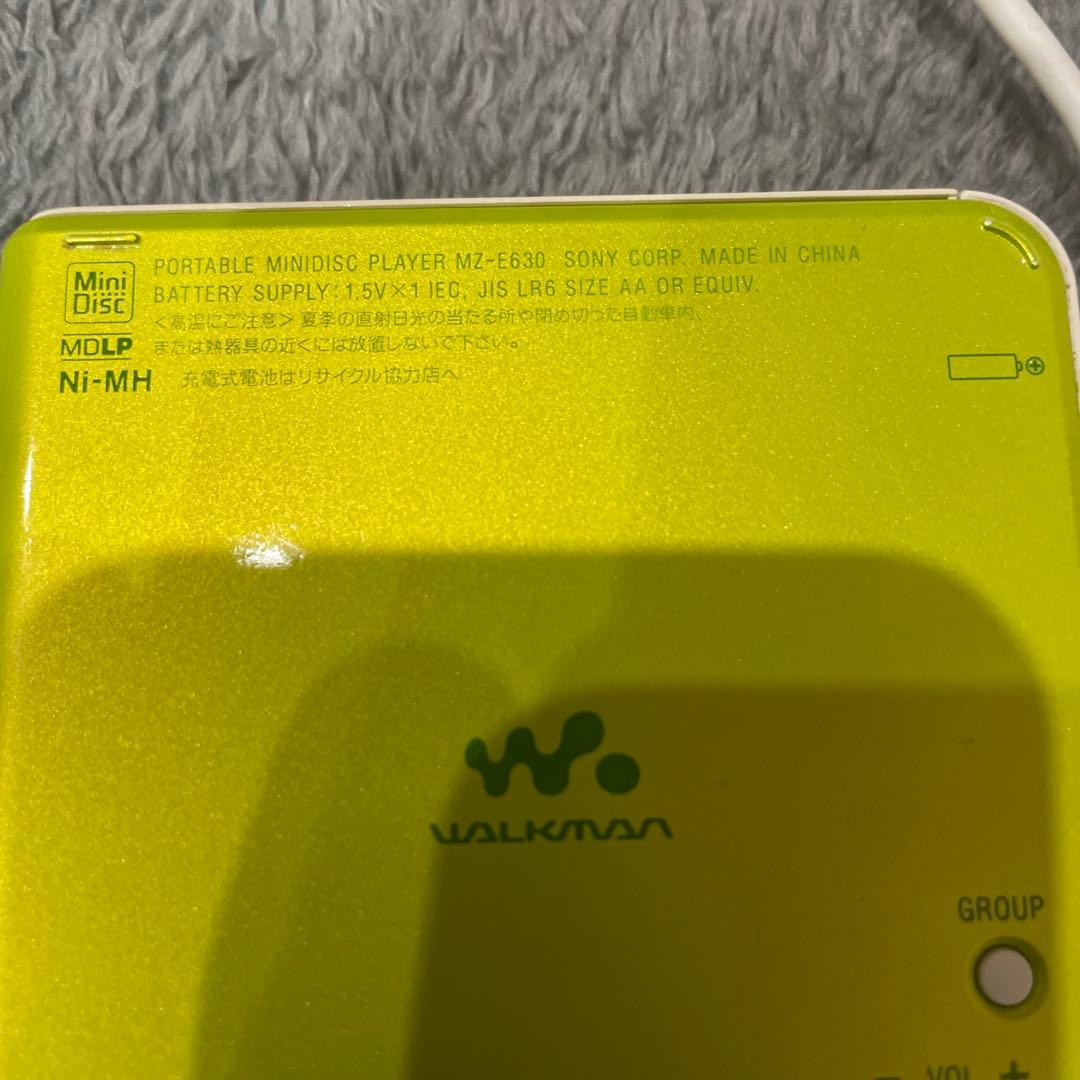 Mini
Disc
PORTABLE MINIDISC PLAYER MZ-E630 SONY CORP. MADE IN CHINA
BATTERY SUPPLY : 1.5V×1 IEC, JIS LR6 SIZE AA OR EQUIV.
<高温にご注意> 夏季の直射日光の当たる所や閉め切った自動車内、
MDLP または熱器具の近くには放置しないで下さい。
Ni-MH 充電式電池はリサイクル協力店へ
⊕
WALKMAN
GROUP
− VOL +